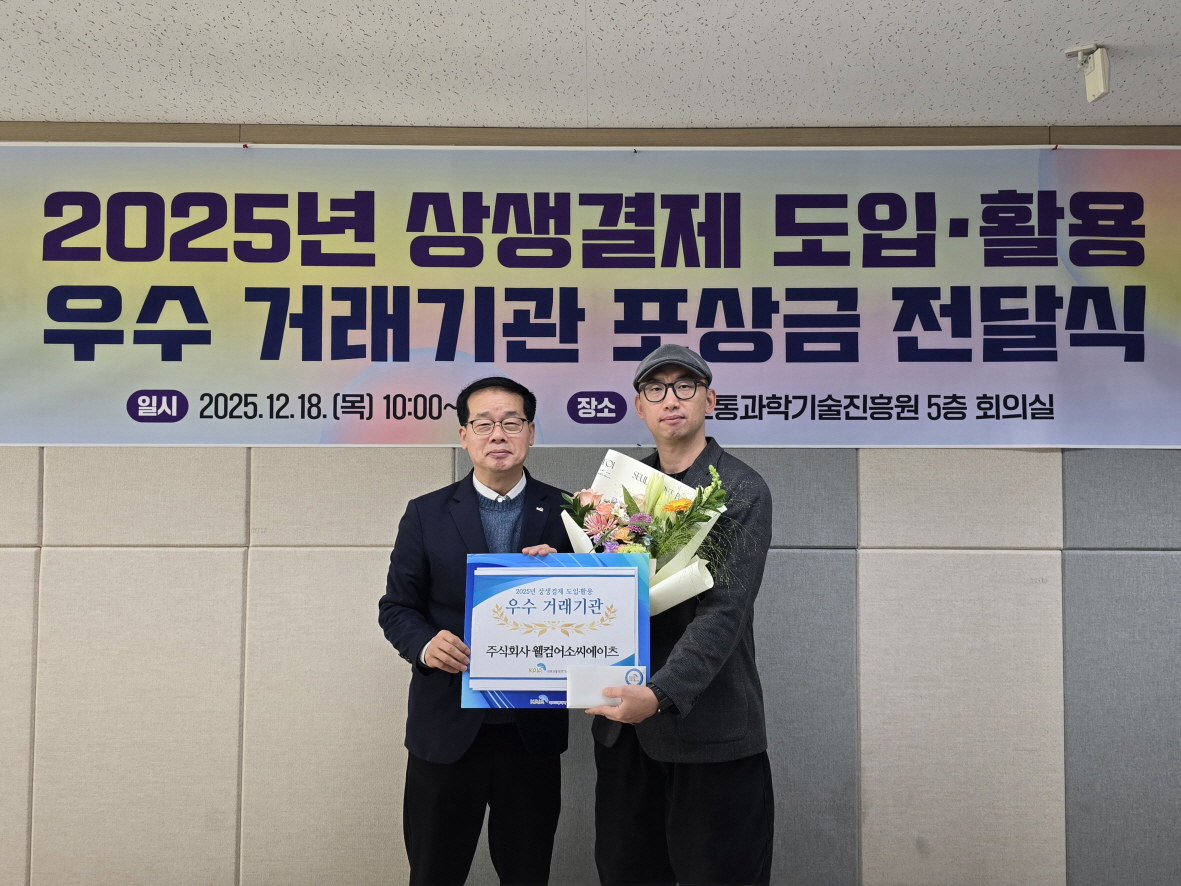 2025년 상생결제 도입·활용
우수 거래기관 포상금 전달식
일시 2025.12.18.(목) 10:00~ 장소 통과학기술진흥원 5층 회의실
SEUL
2025년 상생결제 도입·활용
우수 거래기관
주식회사 웰컴어소씨에이츠
KAIA
KAIA